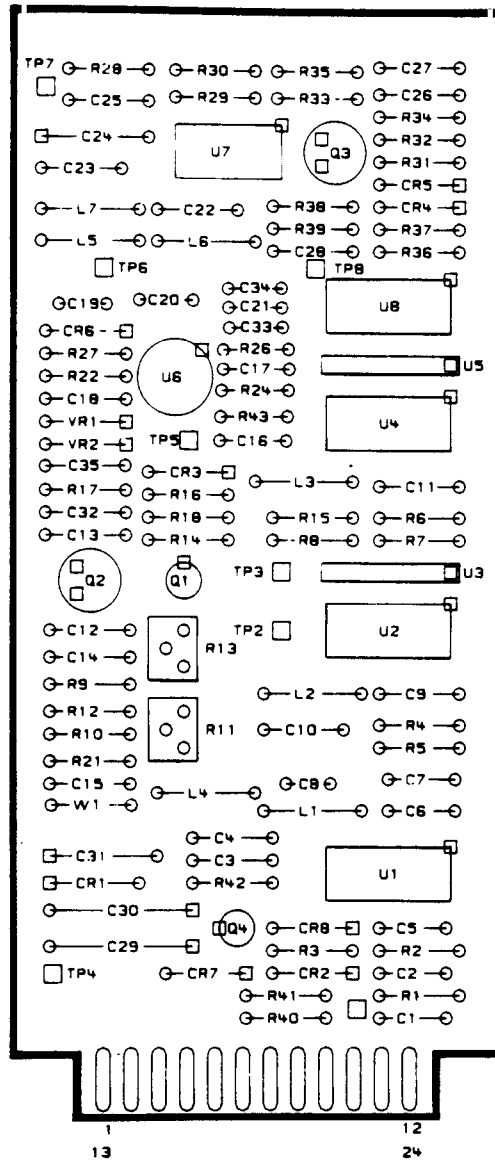 TP7 R28 R30 R35 C27
C25 R29 R33 C26
R34
C24 U7 Q3 R32
C23 R31
CR5
L7 C22 R38 CR4
R39 R37
L5 L6 C28 R36
TP6 TP8
C34
C19 C20 C21 U8
C33
CR6
R27 R26
U6 C17 U5
R22 R24
C18
VR1 R43 U4
VR2 TP5 C16
C35 CR3
R17 R16 L3 C11
C32 R18 R15 R6
C13 R14 R8 R7
Q2 Q1 TP3 U3
C12 TP2 U2
C14 R13
R9 L2 C9
R12 R11 C10 R4
R10 R5
R21
C15 C8 C7
W1 L4 L1 C6
C4
C31 C3
CR1 R42 U1
C30 Q4 CR8 C5
C29 R3 R2
TP4 CR7 CR2 C2
R41 R1
R40 C1
1 12
13 24